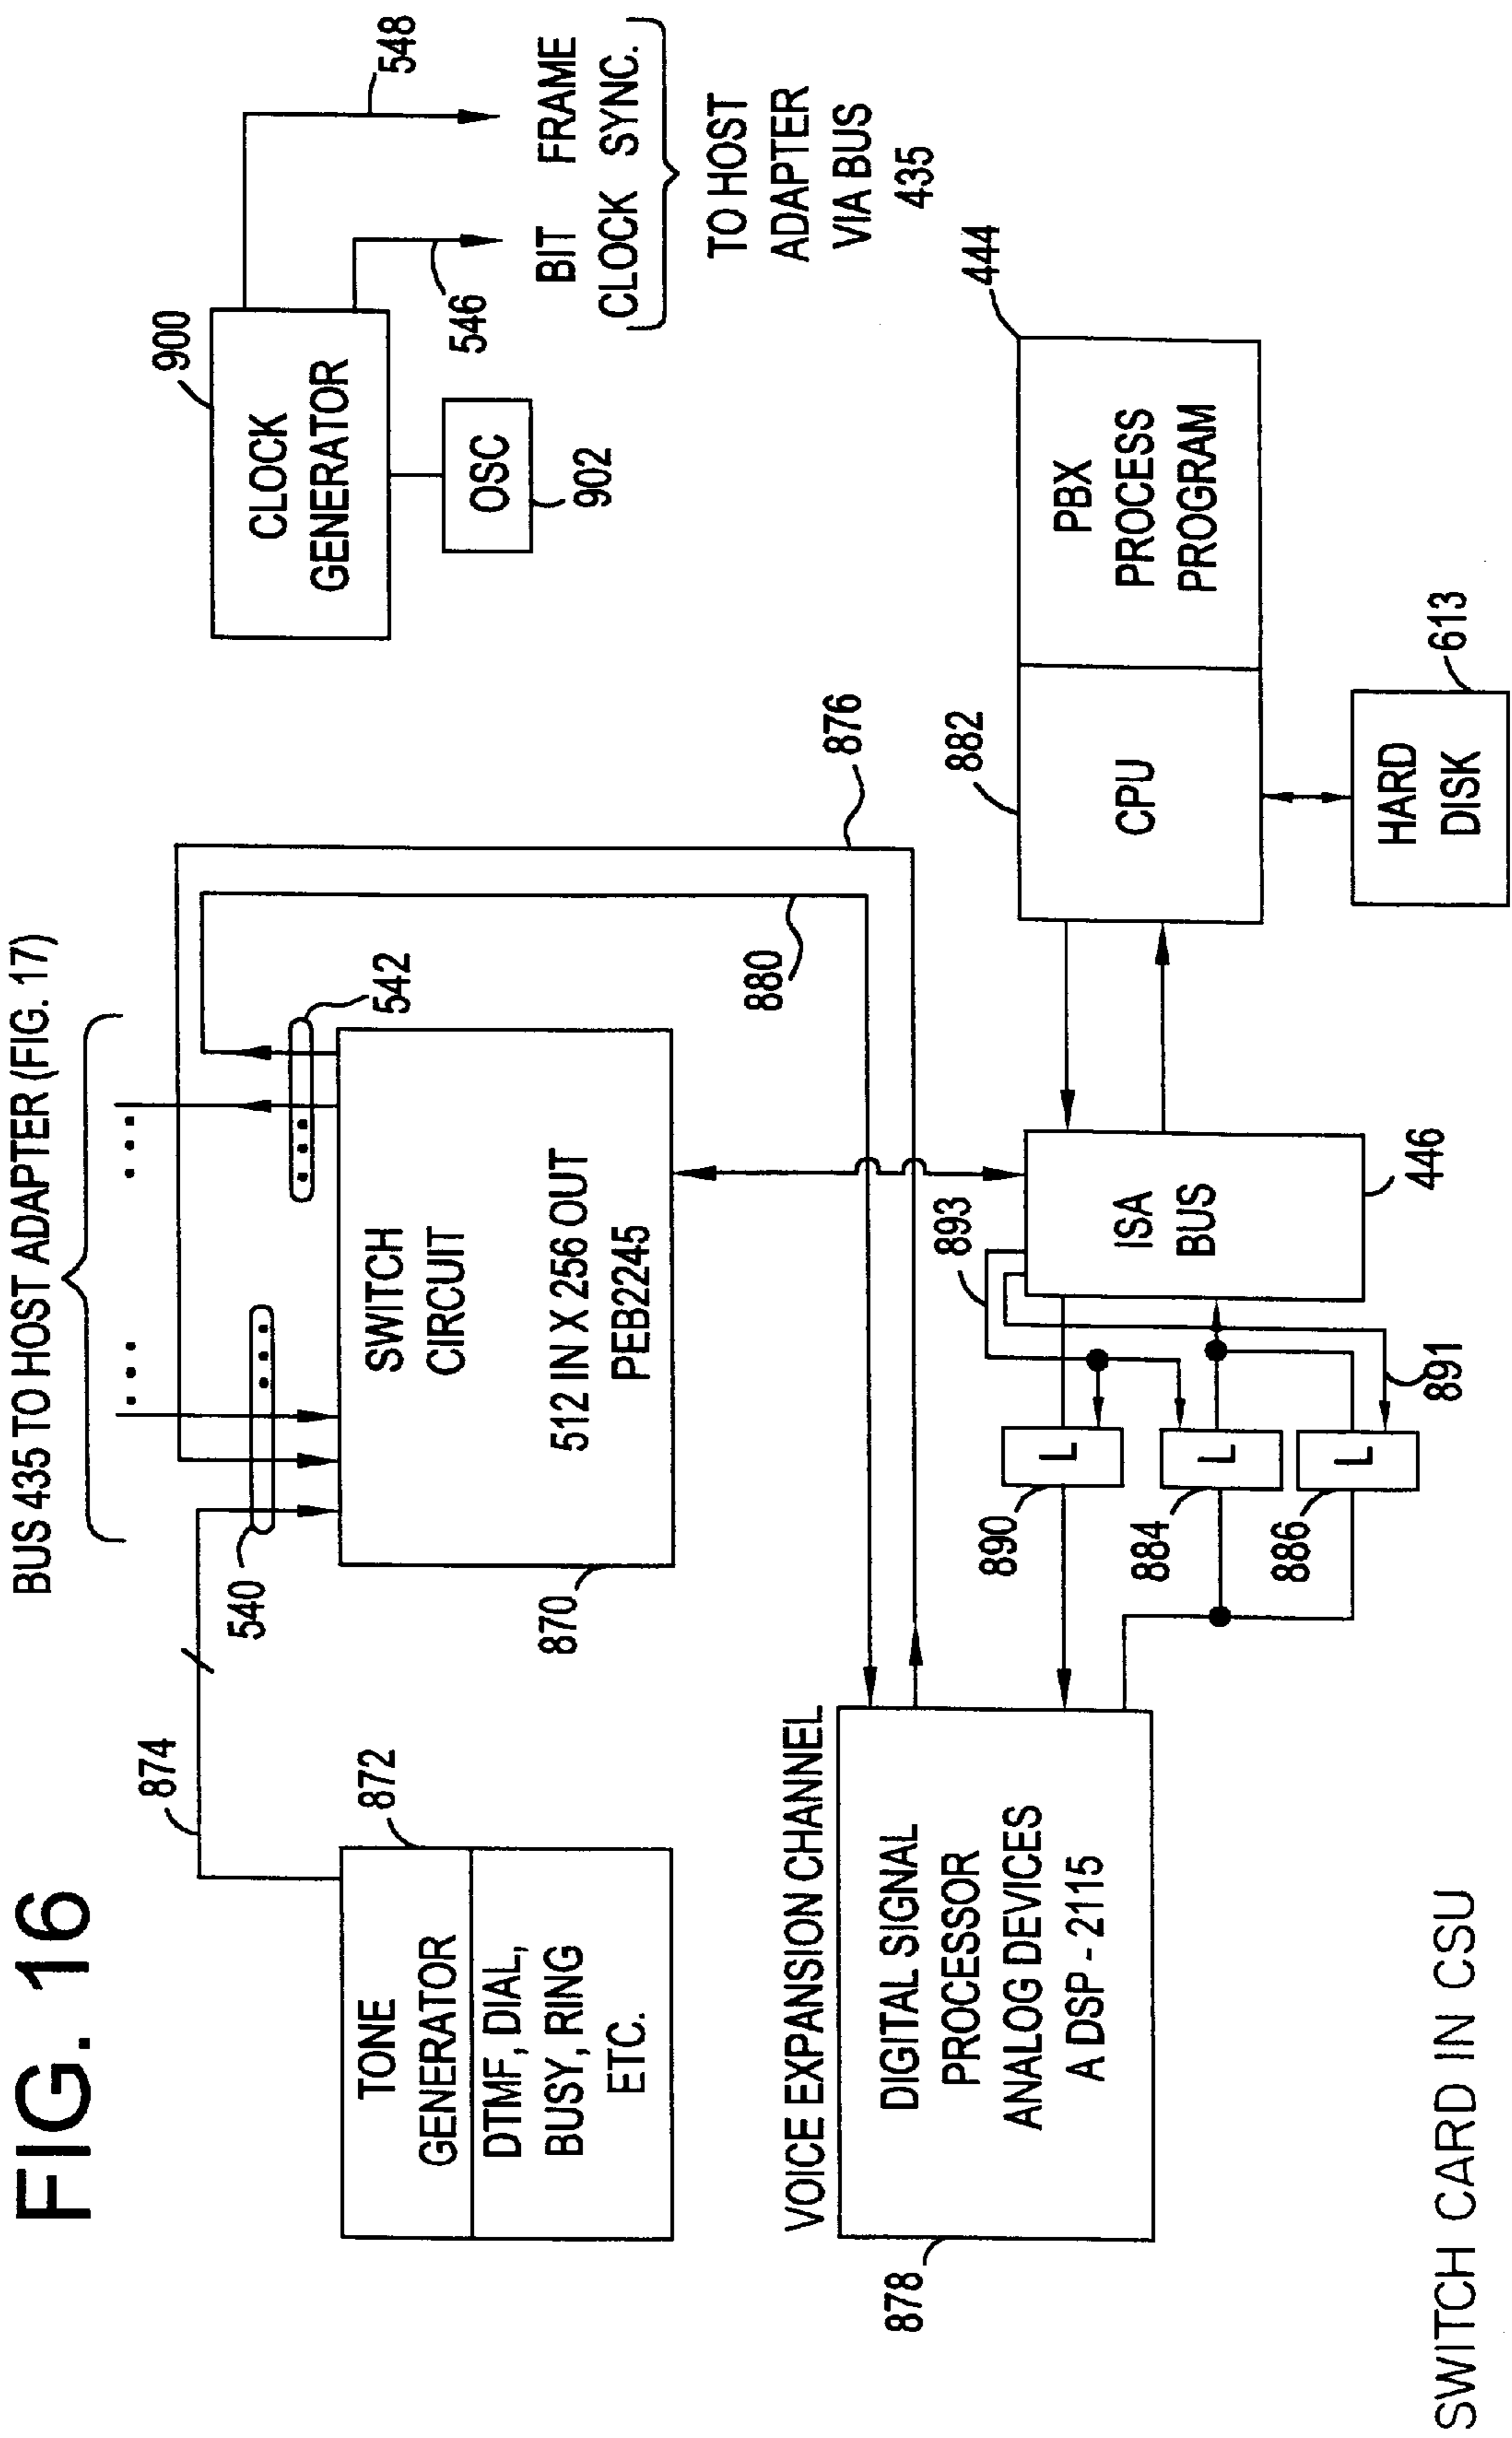 FIG. 16
BUS 435 TO HOST ADAPTER (FIG. 17)
874
540
542
TONE
GENERATOR
DTMF, DIAL,
BUSY, RING
ETC.
872
SWITCH
CIRCUIT
512 IN X 256 OUT
PEB2245
870
880
876
900
CLOCK
GENERATOR
OSC
902
546
548
BIT FRAME
CLOCK SYNC.
TO HOST
ADAPTER
VIA BUS
435
VOICE EXPANSION CHANNEL
DIGITAL SIGNAL
PROCESSOR
ANALOG DEVICES
A DSP - 2115
878
890
L
884
L
886
L
893
891
ISA
BUS
446
882
CPU
444
PBX
PROCESS
PROGRAM
HARD
DISK
613
SWITCH CARD IN CSU